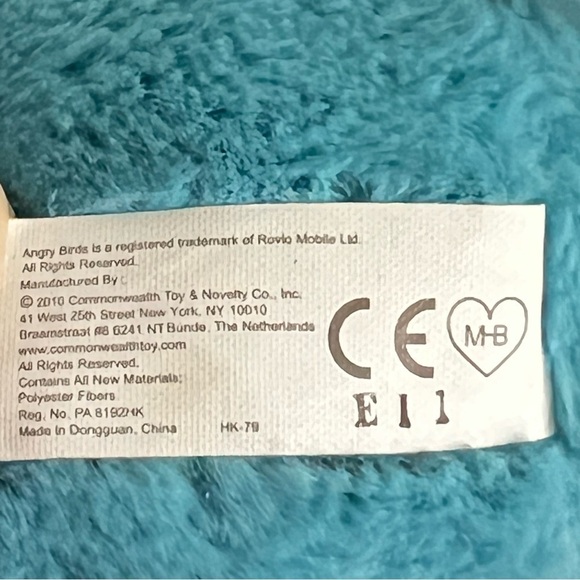 Angry Birds is a registered trademark of Rovio Mobile Ltd.
All Rights Reserved.
Manufactured By:
© 2010 Commonwealth Toy & Novelty Co., Inc.
41 West 25th Street New York, NY 10010
Braamstraat #8 6241 NT Bunde, The Netherlands
www.commonwealthtoy.com
All Rights Reserved.
Contains All New Materials:
Polyester Fibers
Reg. No. PA
Made in Dongguan, China HK-79
CE
MHB
E11